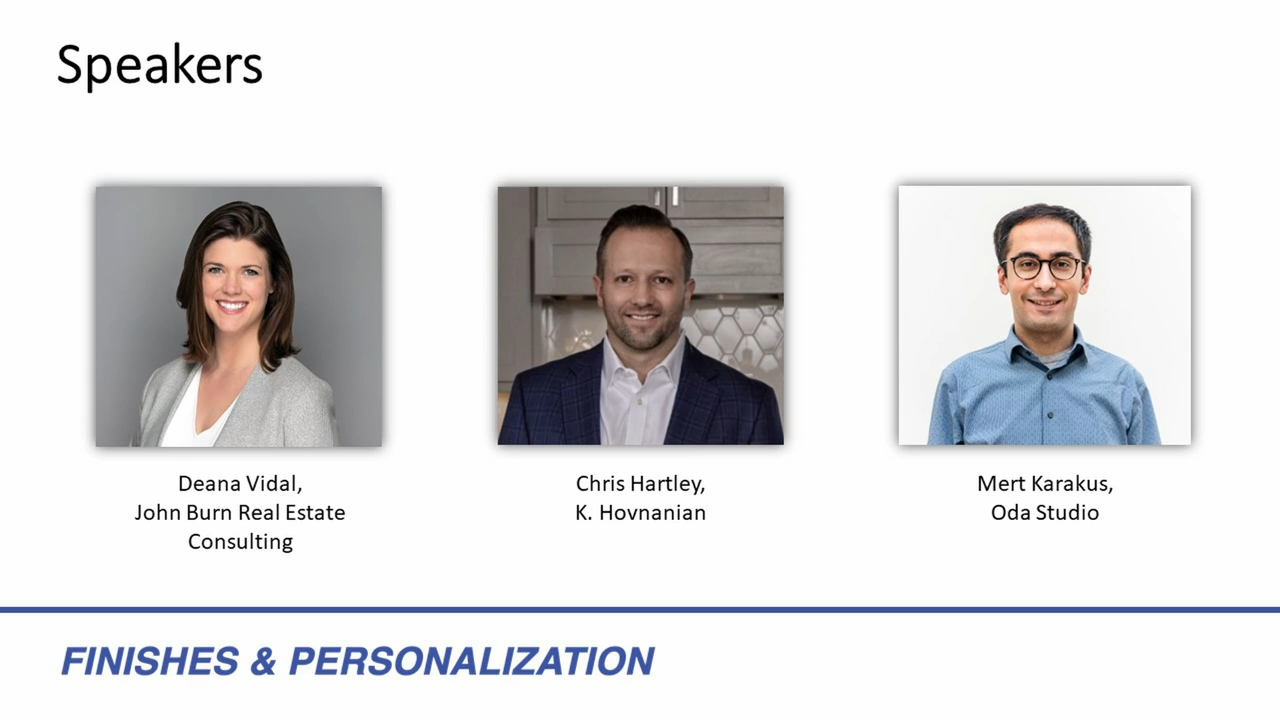 Speakers
Deana Vidal,
John Burn Real Estate
Consulting
Chris Hartley,
K. Hovnanian
Mert Karakus,
Oda Studio
FINISHES & PERSONALIZATION